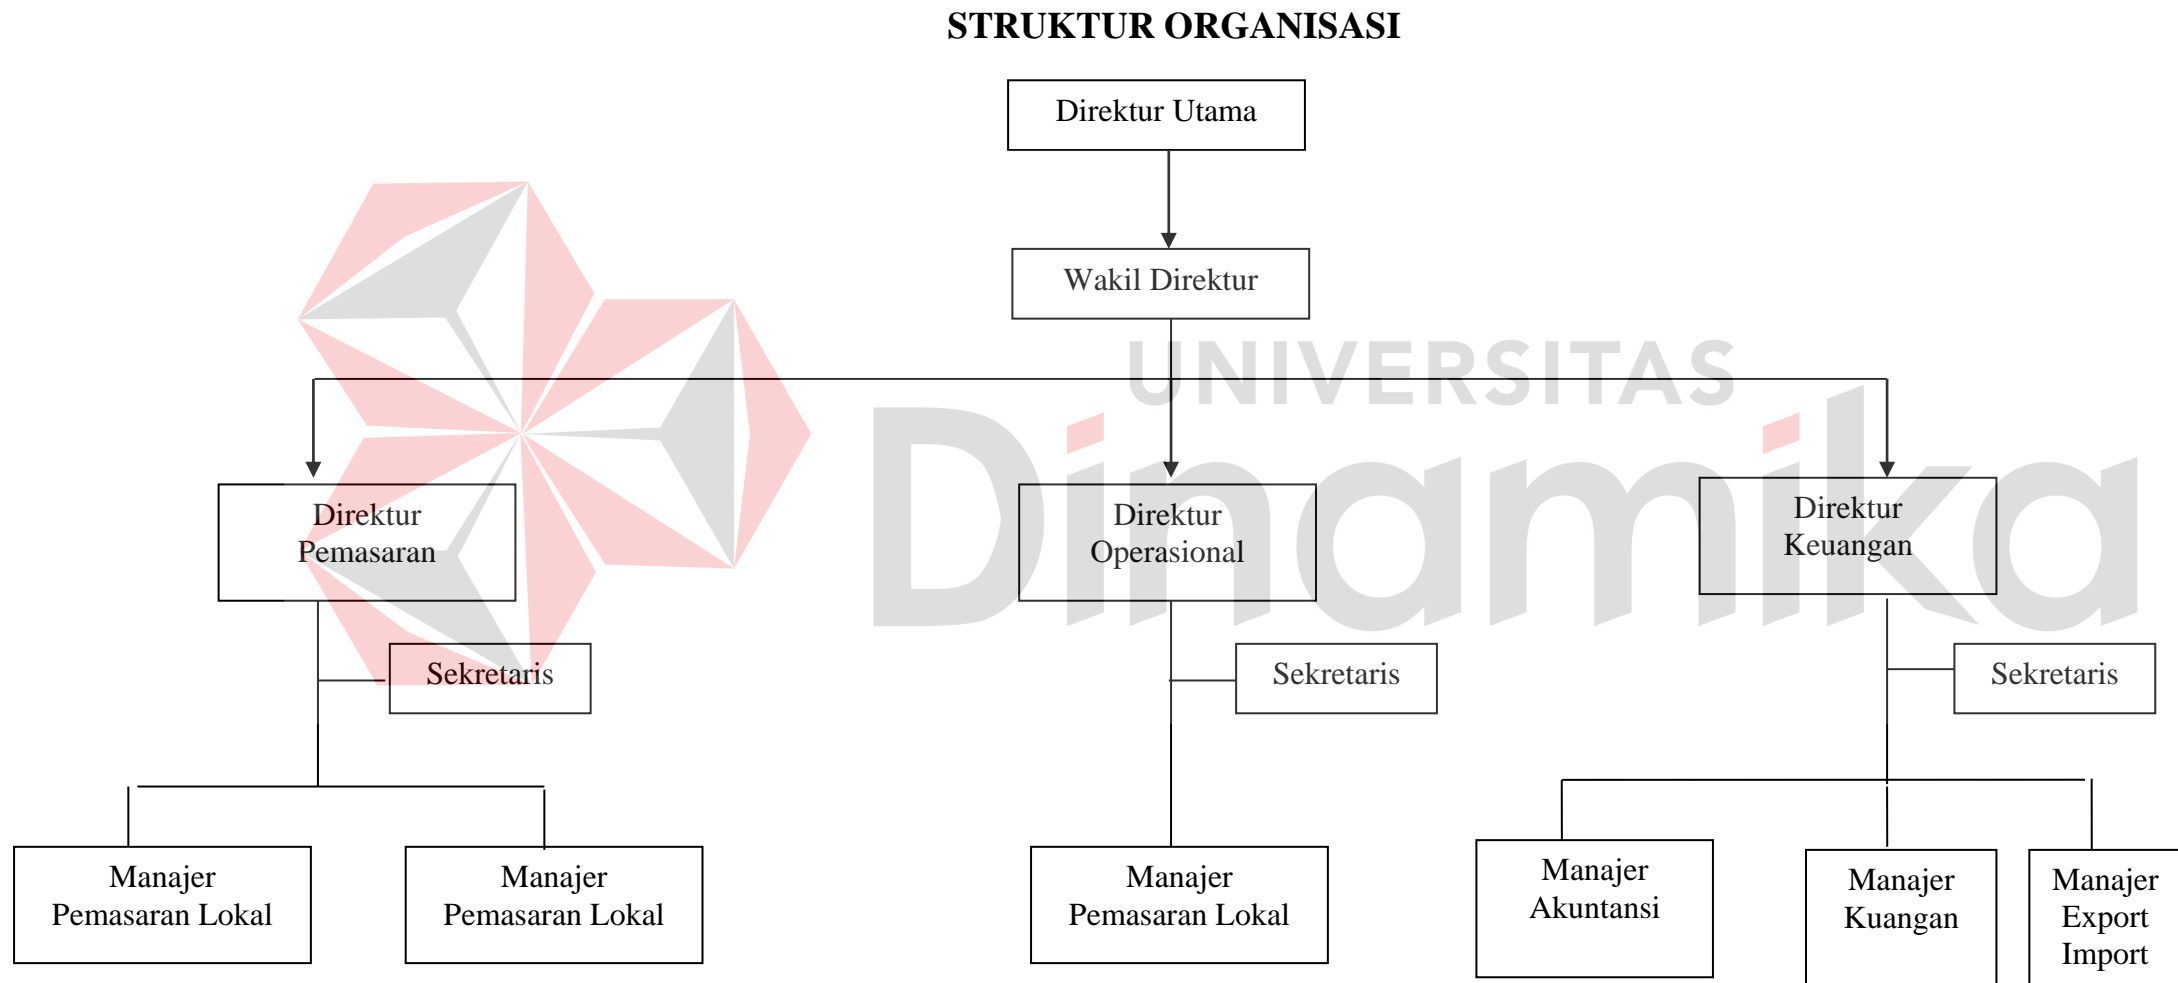 STRUKTUR ORGANISASI
Direktur Utama
Wakil Direktur
UNIVERSITAS
Dinamika
Direktur
Pemasaran
Direktur
Operasional
Direktur
Keuangan
Sekretaris
Sekretaris
Sekretaris
Manajer
Pemasaran Lokal
Manajer
Pemasaran Lokal
Manajer
Pemasaran Lokal
Manajer
Akuntansi
Manajer
Kuangan
Manajer
Export
Import